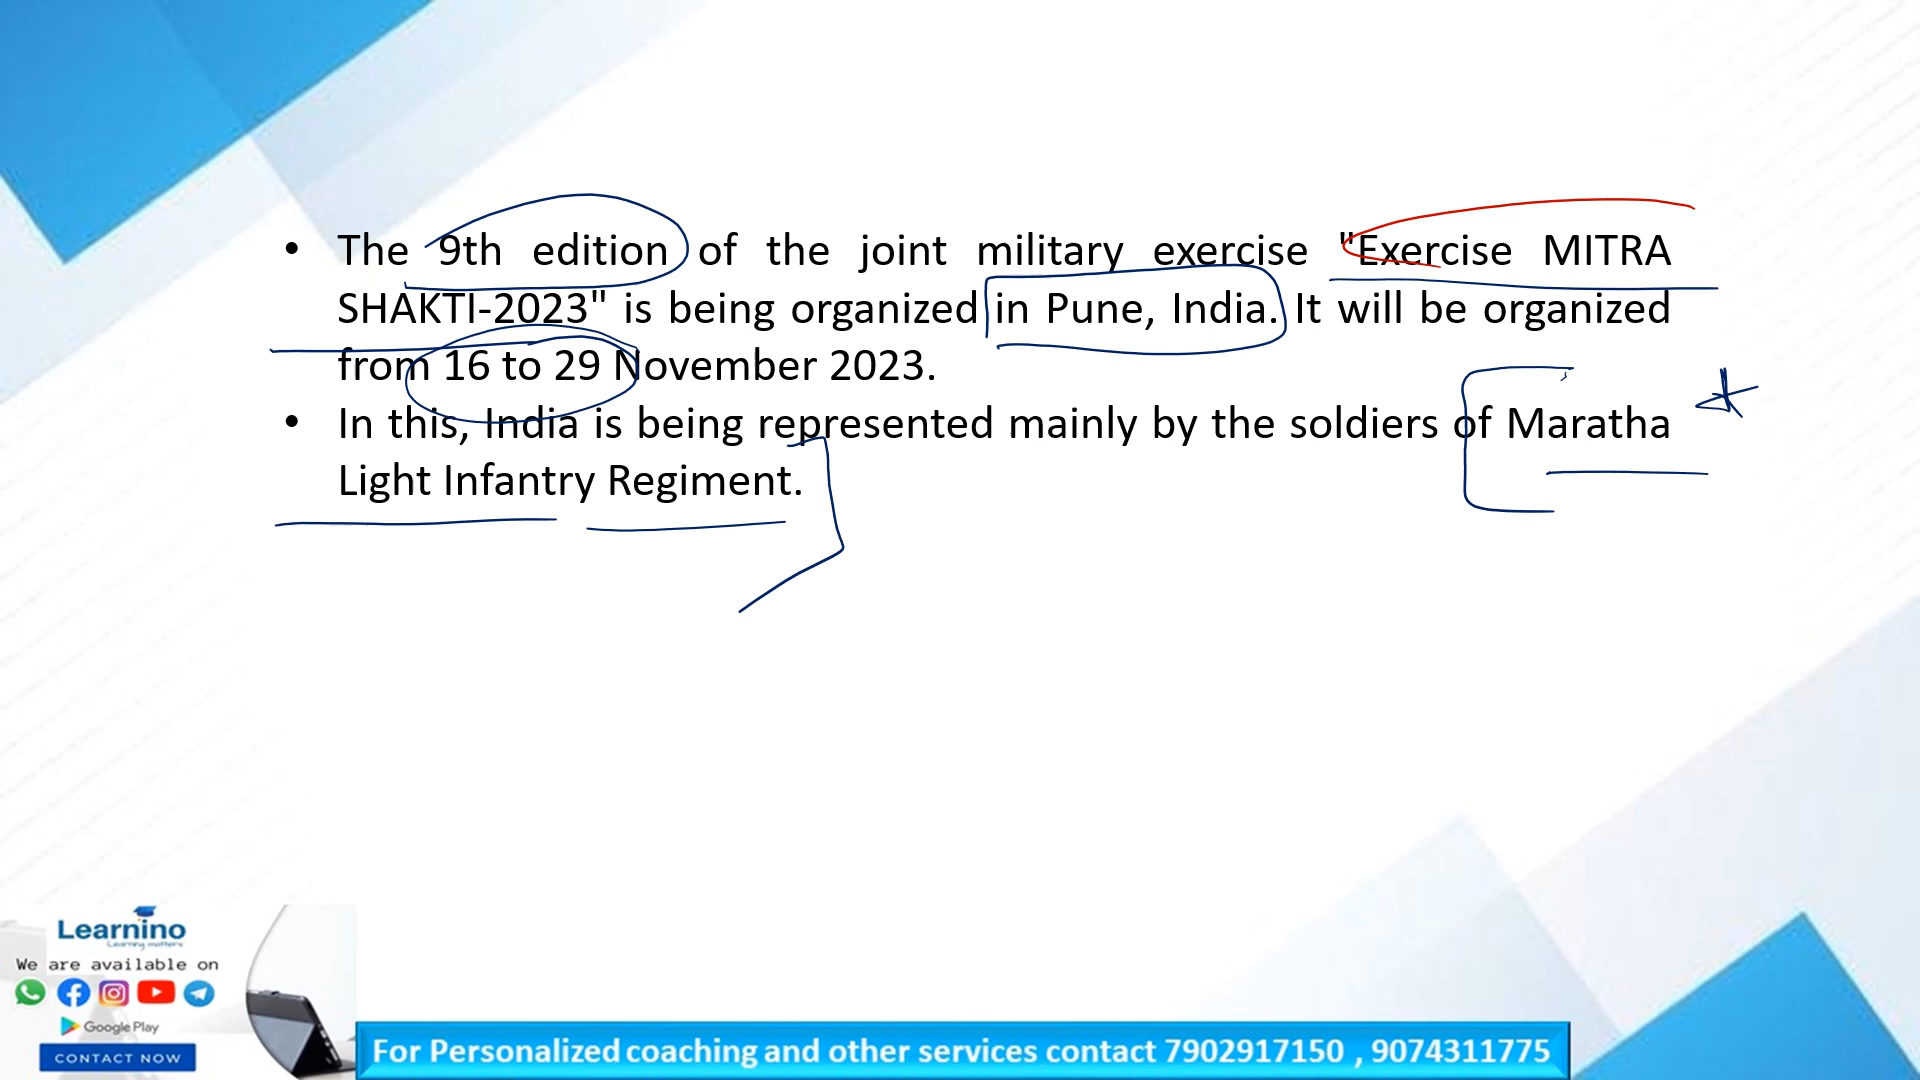 • The 9th edition of the joint military exercise "Exercise MITRA
SHAKTI-2023" is being organized in Pune, India. It will be organized
from 16 to 29 November 2023.
• In this, India is being represented mainly by the soldiers of Maratha
Light Infantry Regiment.
Learnino
Learning matters
We are available on
Google Play
CONTACT NOW
For Personalized coaching and other services contact 7902917150 , 9074311775